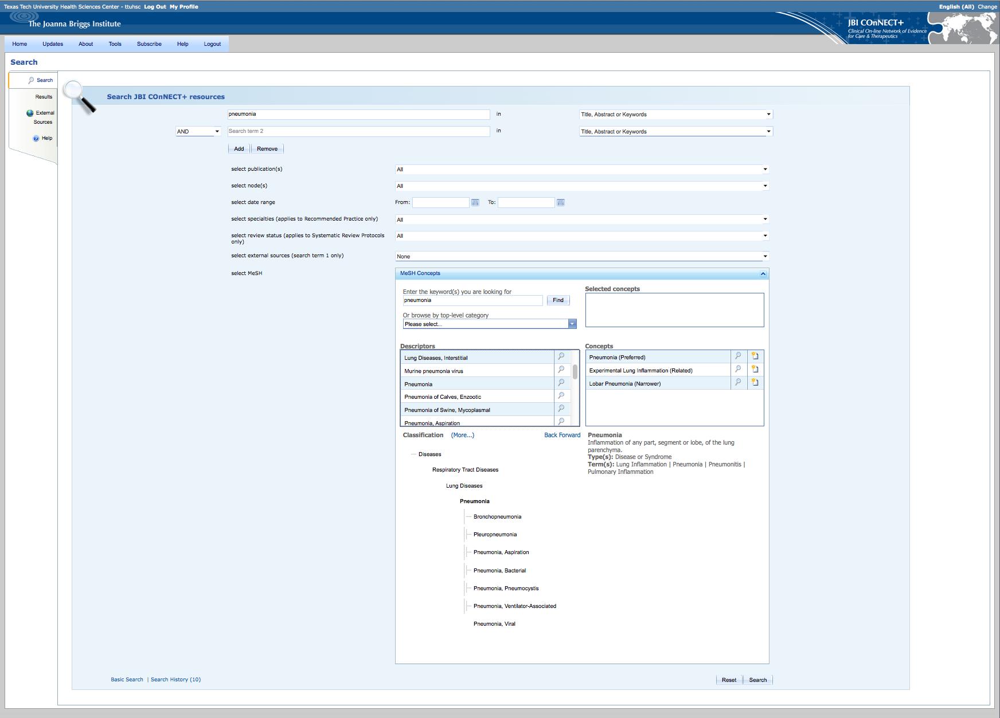 Texas Tech University Health Sciences Center - ttuhsc Log Out My Profile
English (All) Change
The Joanna Briggs Institute
JBI COnNECT+
Clinical On-line Network of Evidence
for Care & Therapeutics
Home Updates About Tools Subscribe Help Logout
Search
Search
Results
External
Sources
Help
Search JBI COnNECT+ resources
pneumonia in Title, Abstract or Keywords
AND Search term 2 in Title, Abstract or Keywords
Add Remove
select publication(s) All
select node(s) All
select date range From: To:
select specialties (applies to Recommended Practice only) All
select review status (applies to Systematic Review Protocols
only) All
select external sources (search term 1 only) None
select MeSH
MeSH Concepts
Enter the keyword(s) you are looking for
pneumonia Find
Or browse by top-level category
Please select...
Selected concepts
Descriptors
Lung Diseases, Interstitial
Murine pneumonia virus
Pneumonia
Pneumonia of Calves, Enzootic
Pneumonia of Swine, Mycoplasmal
Pneumonia, Aspiration
Concepts
Pneumonia (Preferred)
Experimental Lung Inflammation (Related)
Lobar Pneumonia (Narrower)
Classification (More...) Back Forward
Diseases
Respiratory Tract Diseases
Lung Diseases
Pneumonia
Bronchopneumonia
Pleuropneumonia
Pneumonia, Aspiration
Pneumonia, Bacterial
Pneumonia, Pneumocystis
Pneumonia, Ventilator-Associated
Pneumonia, Viral
Pneumonia
Inflammation of any part, segment or lobe, of the lung
parenchyma.
Type(s): Disease or Syndrome
Term(s): Lung Inflammation | Pneumonia | Pneumonitis |
Pulmonary Inflammation
Basic Search | Search History (10)
Reset Search